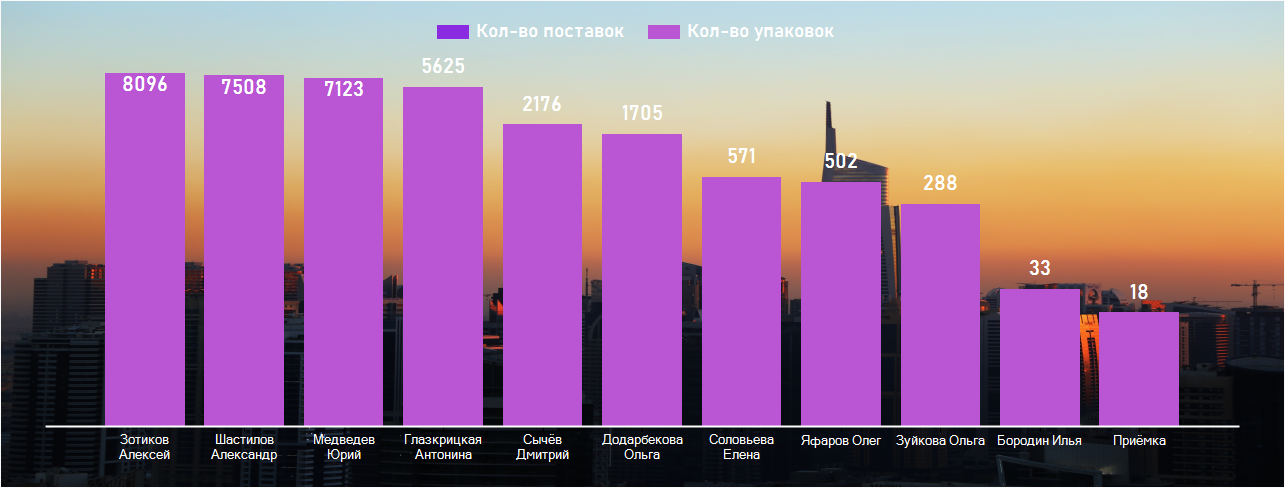 Кол-во поставок Кол-во упаковок
8096 7508 7123 5625 2176 1705 571 502 288 33 18
Зотиков Шастилов Медведев Глазкрицкая Сычёв Додарбекова Соловьева Яфаров Олег Зуйкова Ольга Бородин Илья Приёмка
Алексей Александр Юрий Антонина Дмитрий Ольга Елена